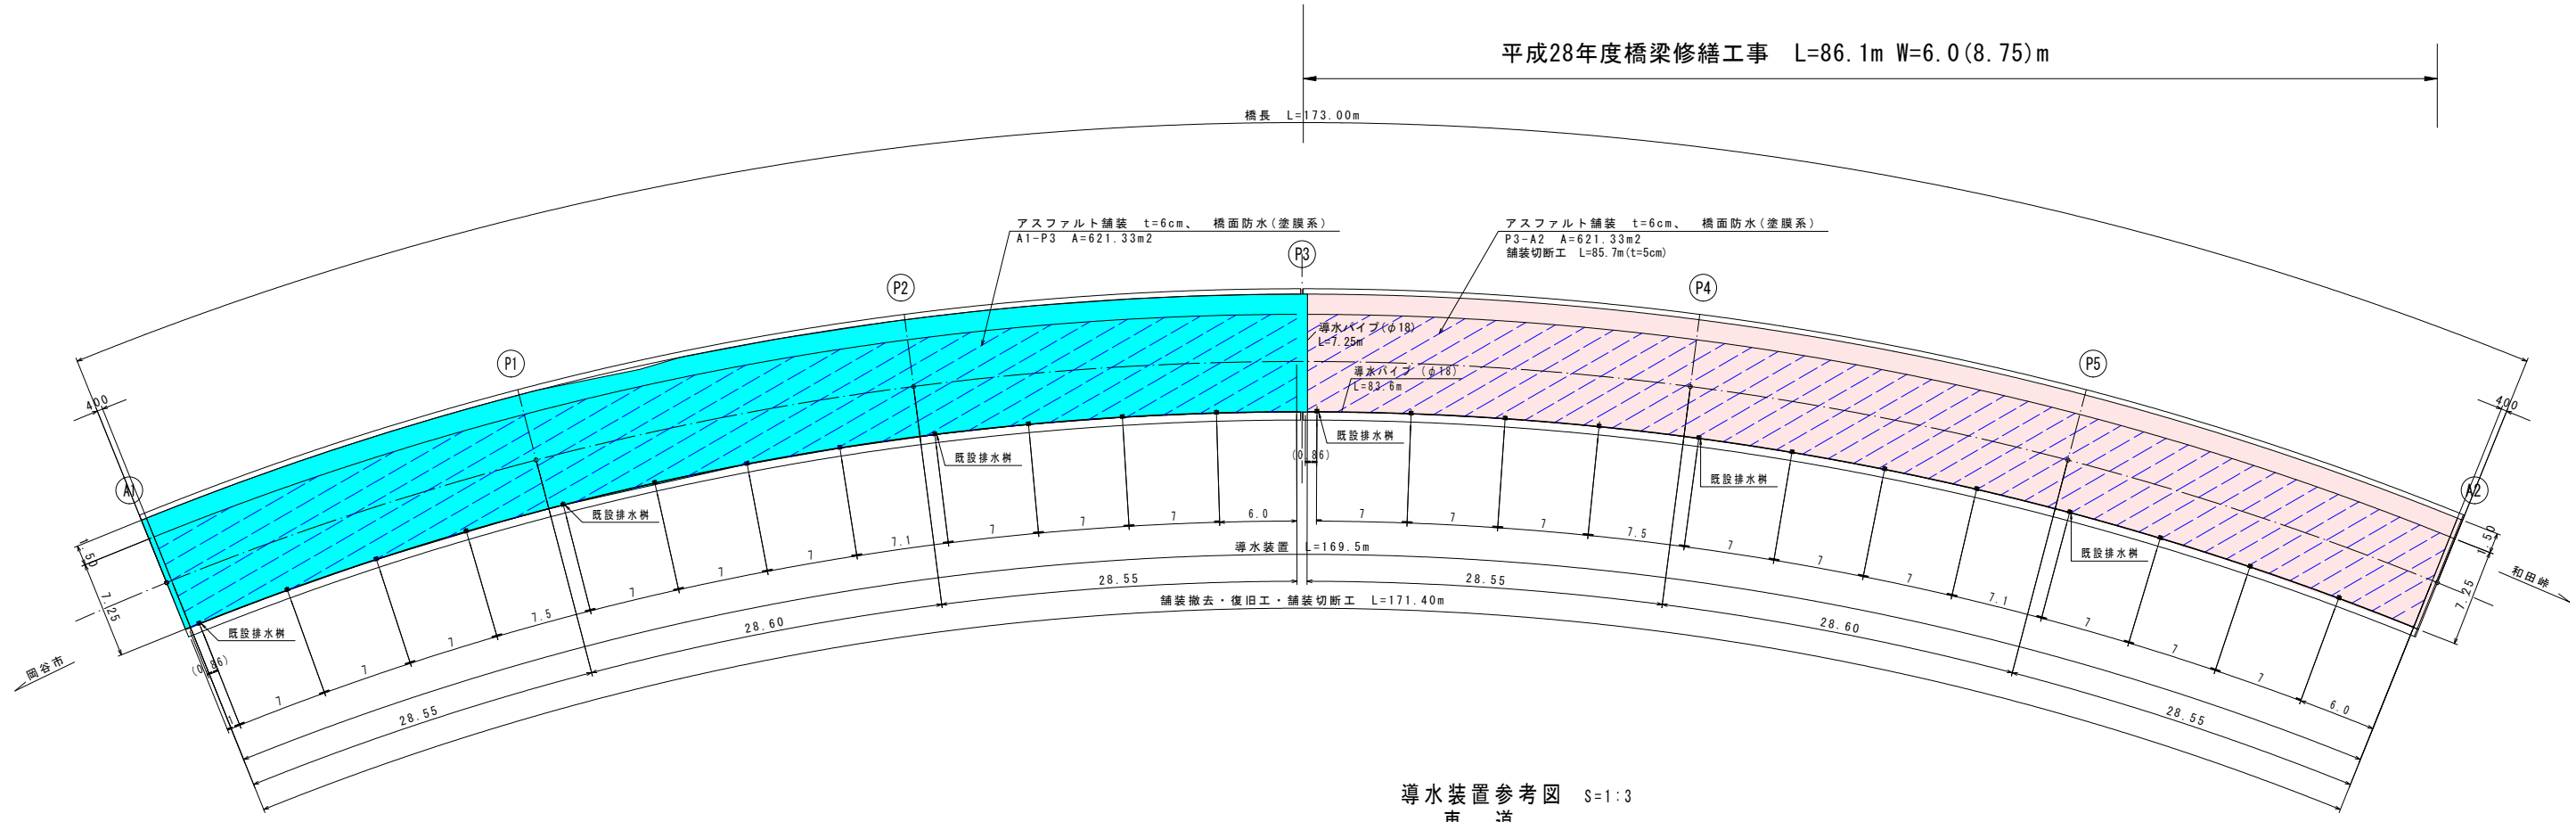 平成28年度橋梁修繕工事 L=86.1m W=6.0(8.75)m
橋長 L=173.00m
アスファルト舗装 t=6cm、 橋面防水(塗膜系)
A1-P3 A=621.33m2
アスファルト舗装 t=6cm、 橋面防水(塗膜系)
P3-A2 A=621.33m2
舗装切断工 L=85.7m(t=5cm)
P3
P2
P4
P1
P5
導水パイプ(φ18)
L=7.25m
導水パイプ (φ18)
L=83.6m
400
400
A1
A2
既設排水桝
既設排水桝
既設排水桝
既設排水桝
既設排水桝
既設排水桝
(0.86)
(0.86)
1.50
7.25
1.50
7.25
岡谷市
和田峠
1
7
7
7
7.5
7
7
7
7.1
7
7
7
6.0
7
7
7
7.5
7
7
7
7.1
7
7
7
6.0
導水装置 L=169.5m
28.55
28.60
28.55
28.55
28.60
28.55
舗装撤去・復旧工・舗装切断工 L=171.40m
導水装置参考図 S=1:3
車 道